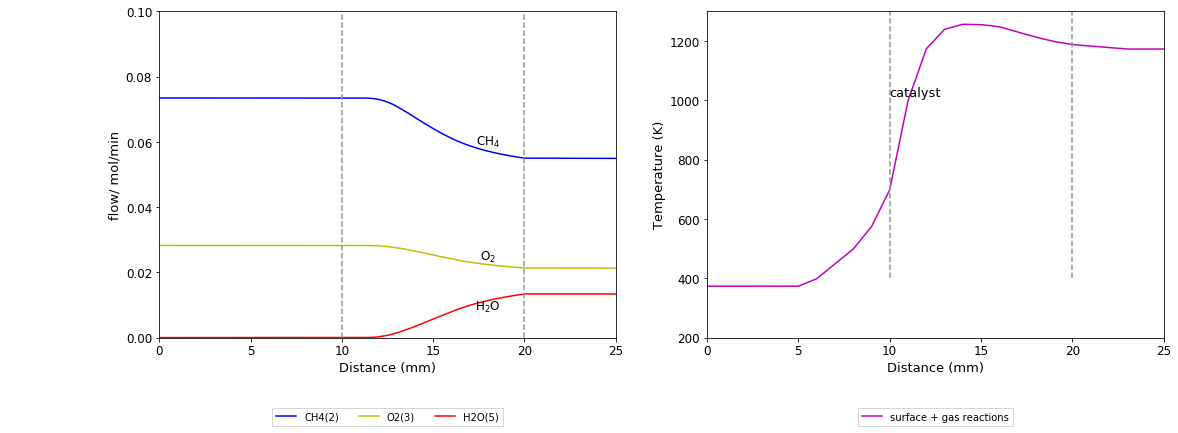 0.10
0.08
0.06
0.04
0.02
0.00
flow/ mol/min
CH4
O2
H2O
0 5 10 15 20 25
Distance (mm)
CH4(2) O2(3) H2O(5)
1200
1000
800
600
400
200
Temperature (K)
catalyst
0 5 10 15 20 25
Distance (mm)
surface + gas reactions